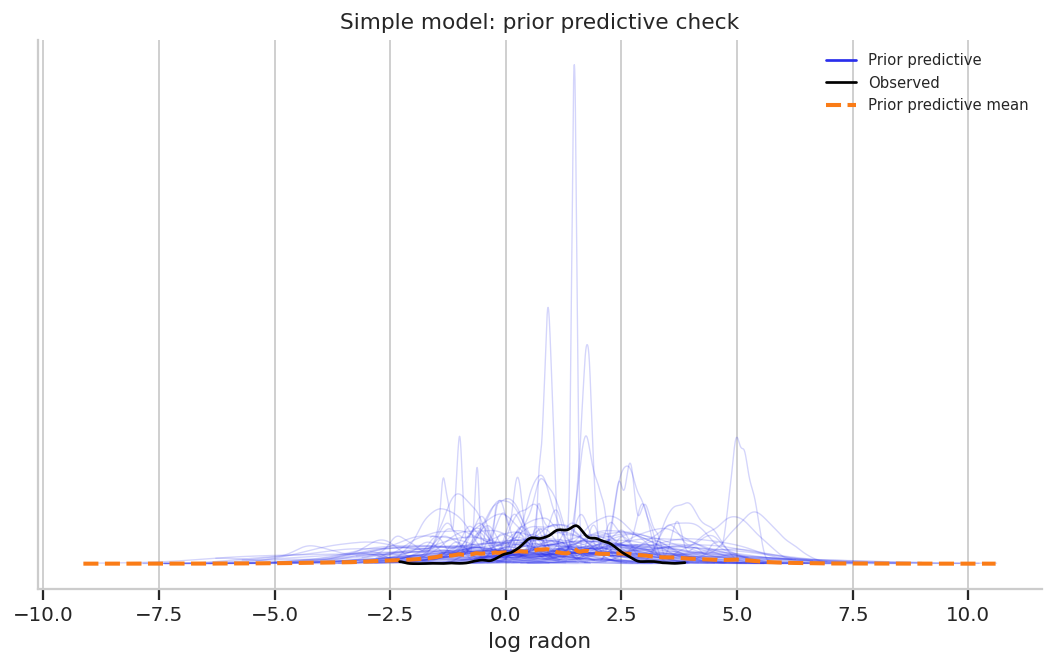 Simple model: prior predictive check
Prior predictive
Observed
Prior predictive mean
−10.0 −7.5 −5.0 −2.5 0.0 2.5 5.0 7.5 10.0
log radon